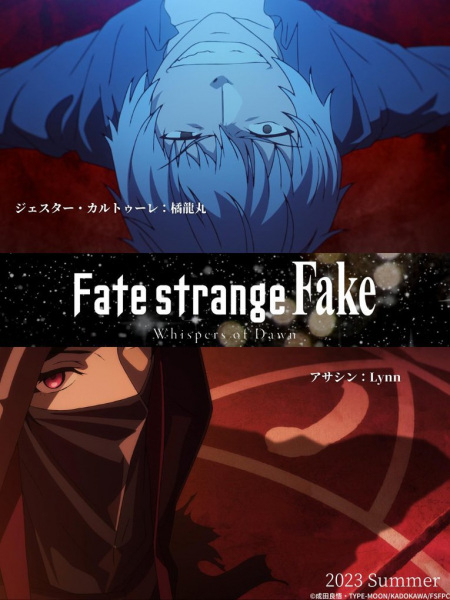 ジェスター・カルトゥーレ：橘龍丸
Fate strange Fake
Whispers of Dawn
アサシン：Lynn
2023 Summer
©成田良悟・TYPE-MOON/KADOKAWA/FSFPC